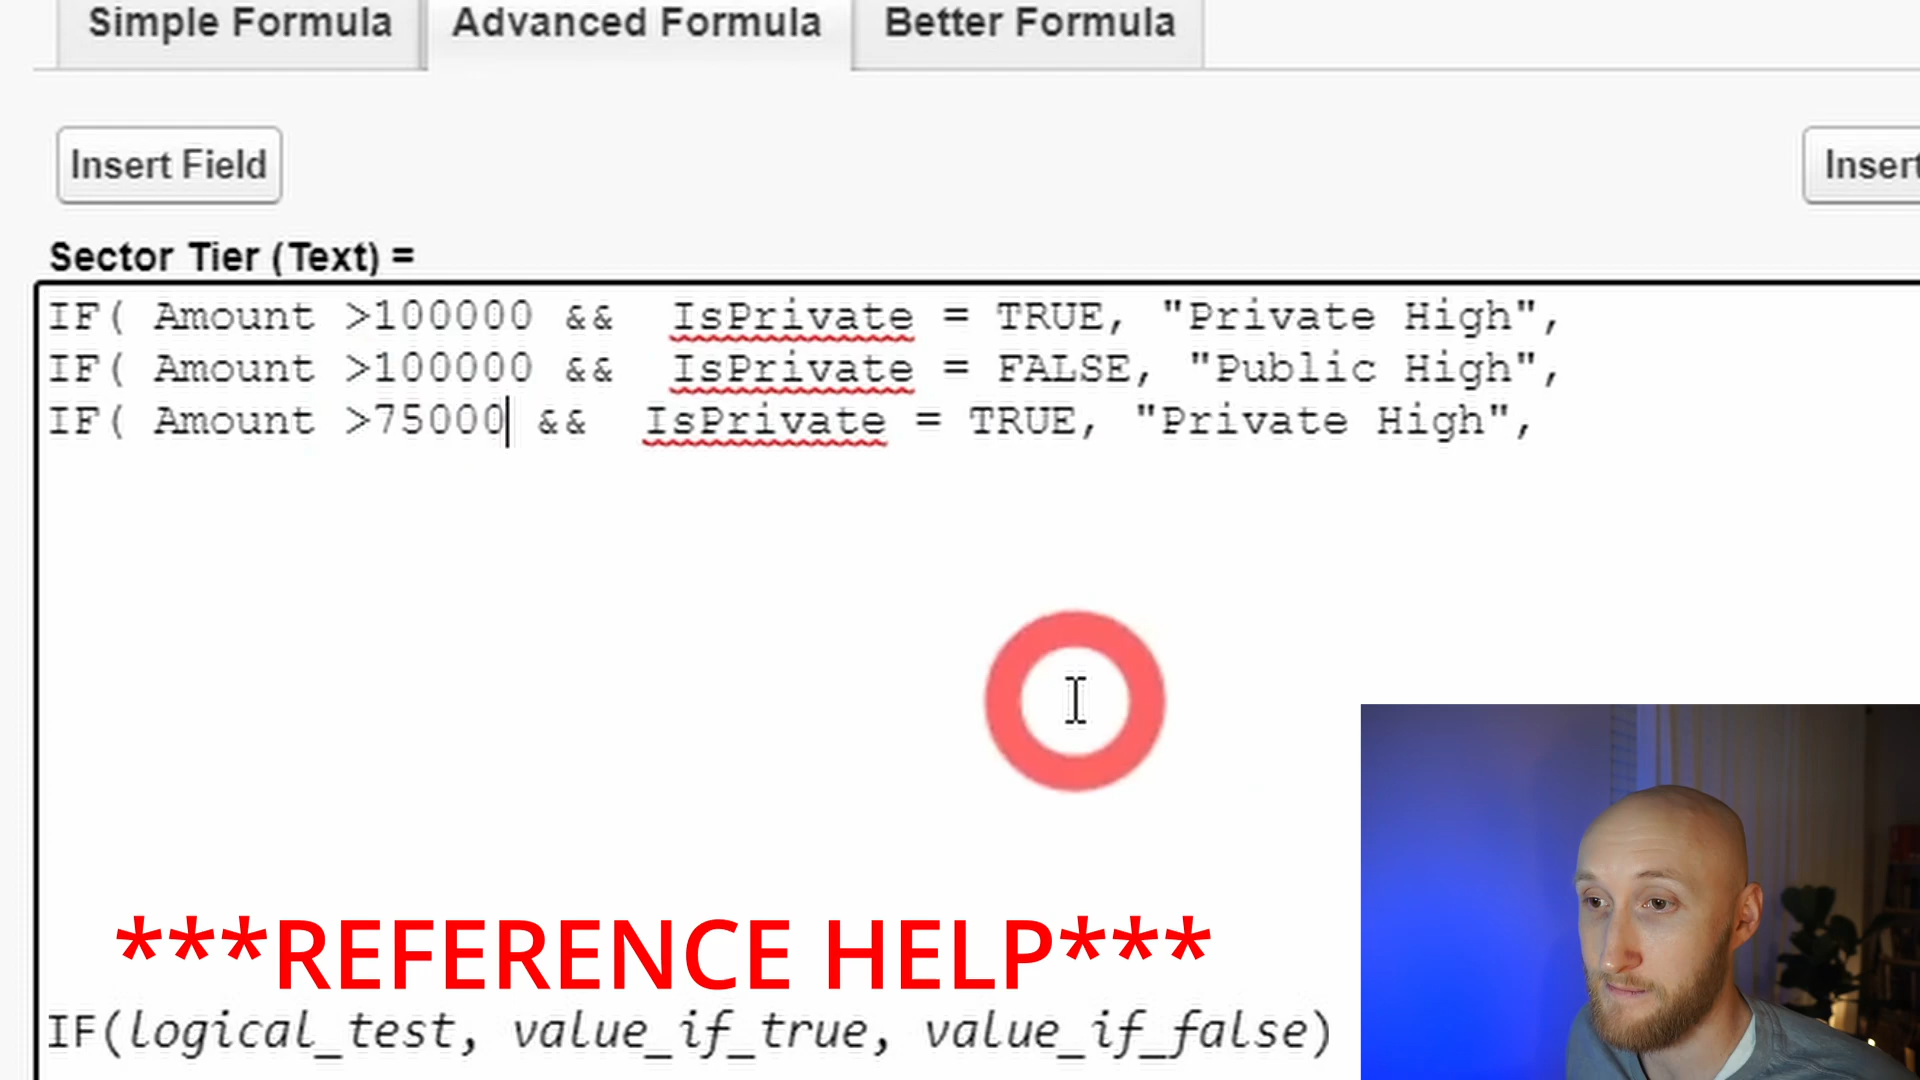 Simple Formula
Advanced Formula
Better Formula
Insert Field
Insert
Sector Tier (Text) =
IF( Amount >100000 &&  IsPrivate = TRUE, "Private High",
IF( Amount >100000 &&  IsPrivate = FALSE, "Public High",
IF( Amount >75000 &&  IsPrivate = TRUE, "Private High",
***REFERENCE HELP***
IF(logical_test, value_if_true, value_if_false)